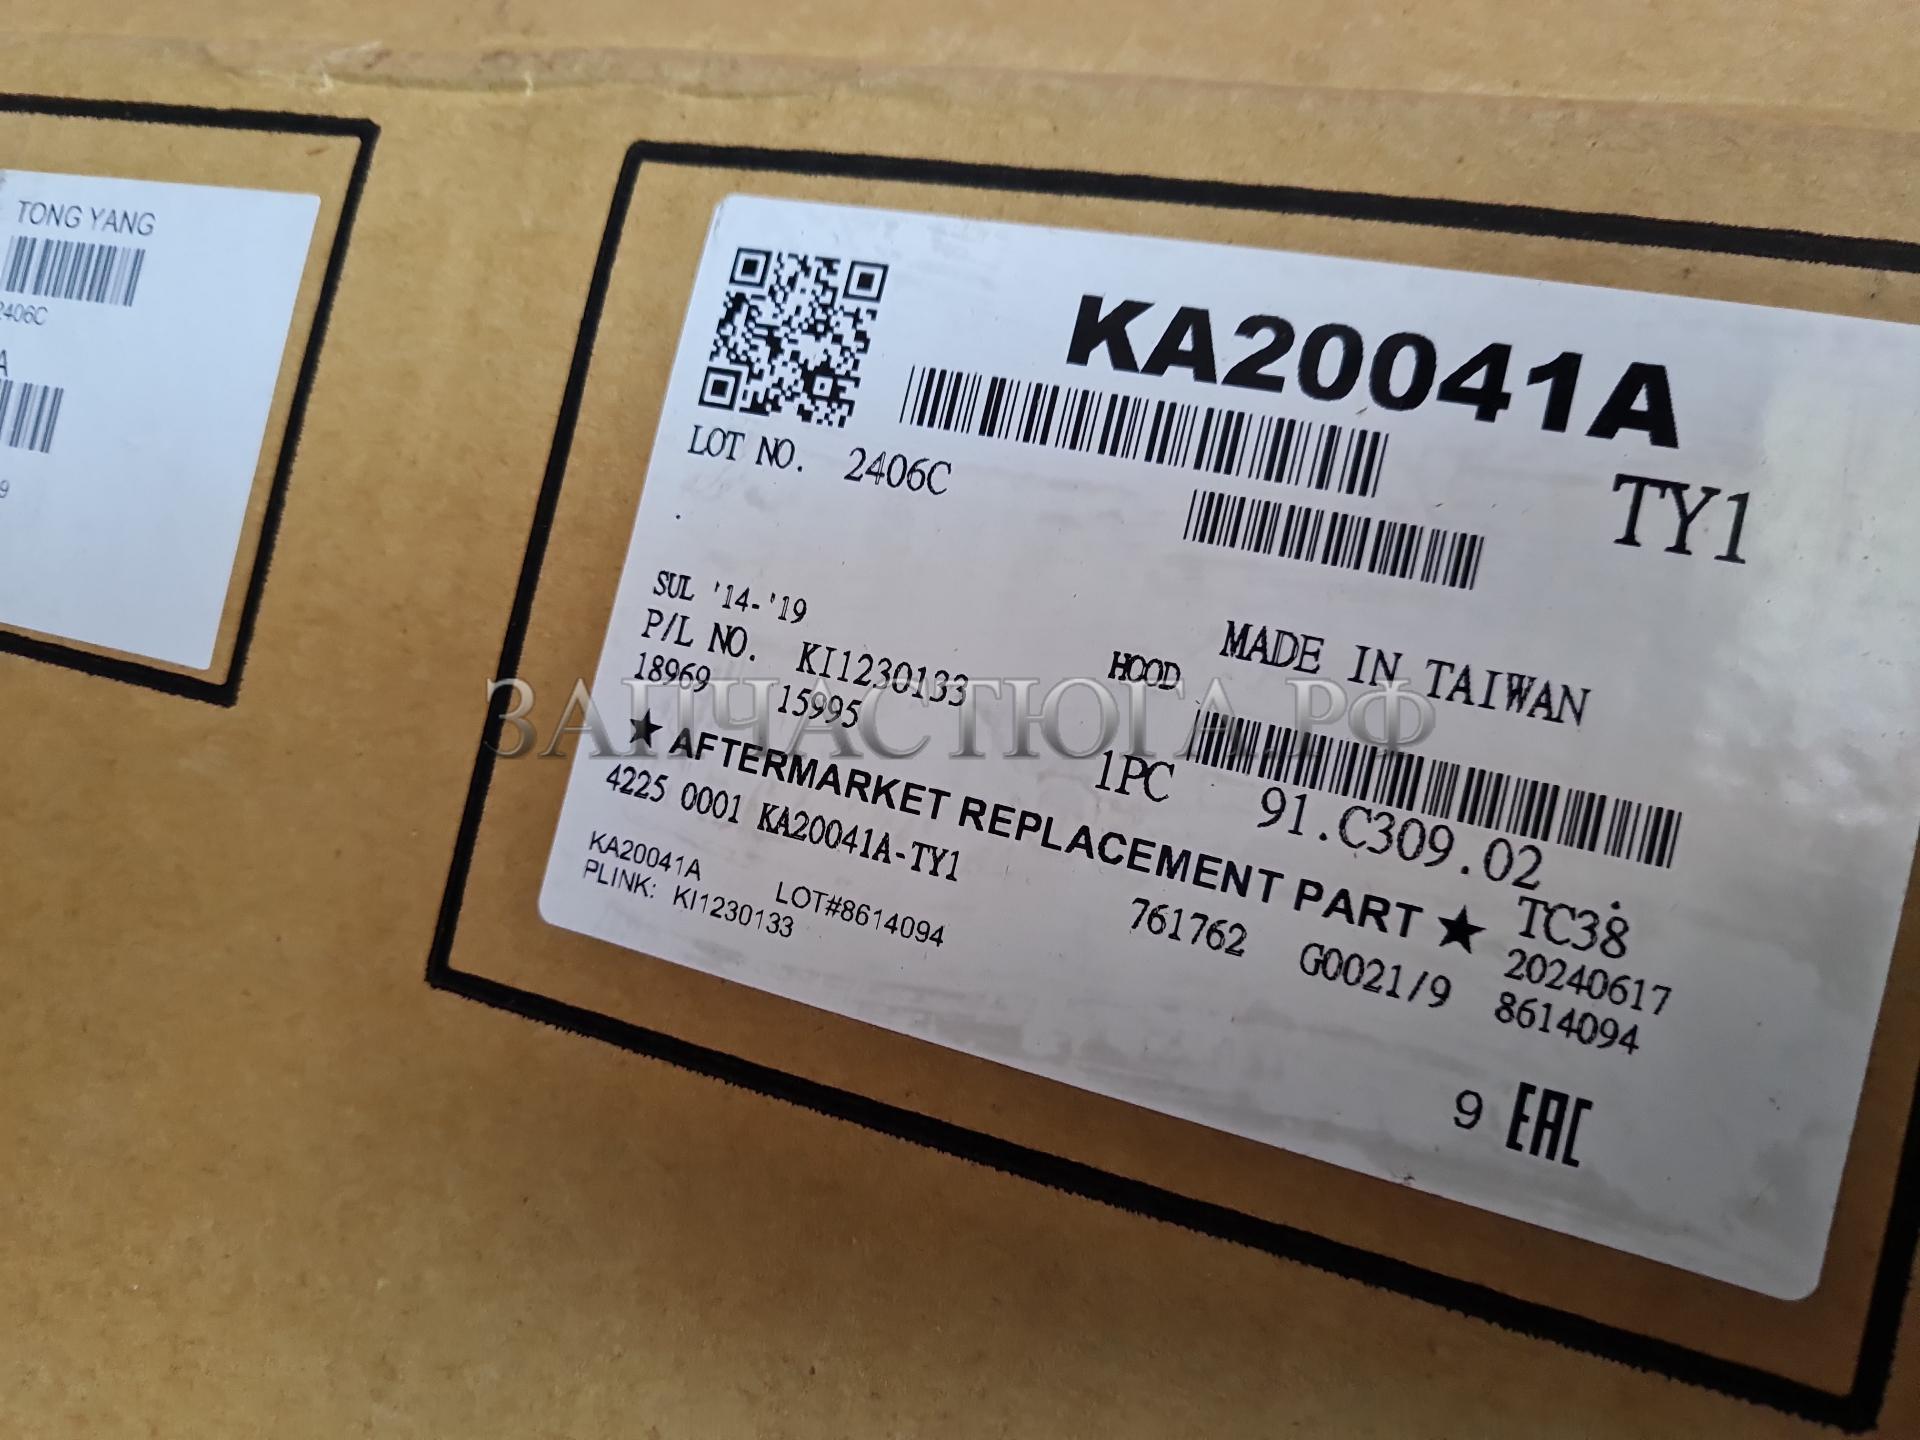 TONG YANG
2406C
A
9
KA20041A
TY1
LOT NO. 2406C
SUL '14-'19
P/L NO. KI1230133
HOOD
MADE IN TAIWAN
18969 15995
1PC
91.C309.02
★ AFTERMARKET REPLACEMENT PART ★
TC38
4225 0001 KA20041A-TY1
761762
G0021/9
20240617
8614094
KA20041A
LOT#8614094
PLINK: KI1230133
9 EAC
ЗАПЧАСТЮГА.РФ